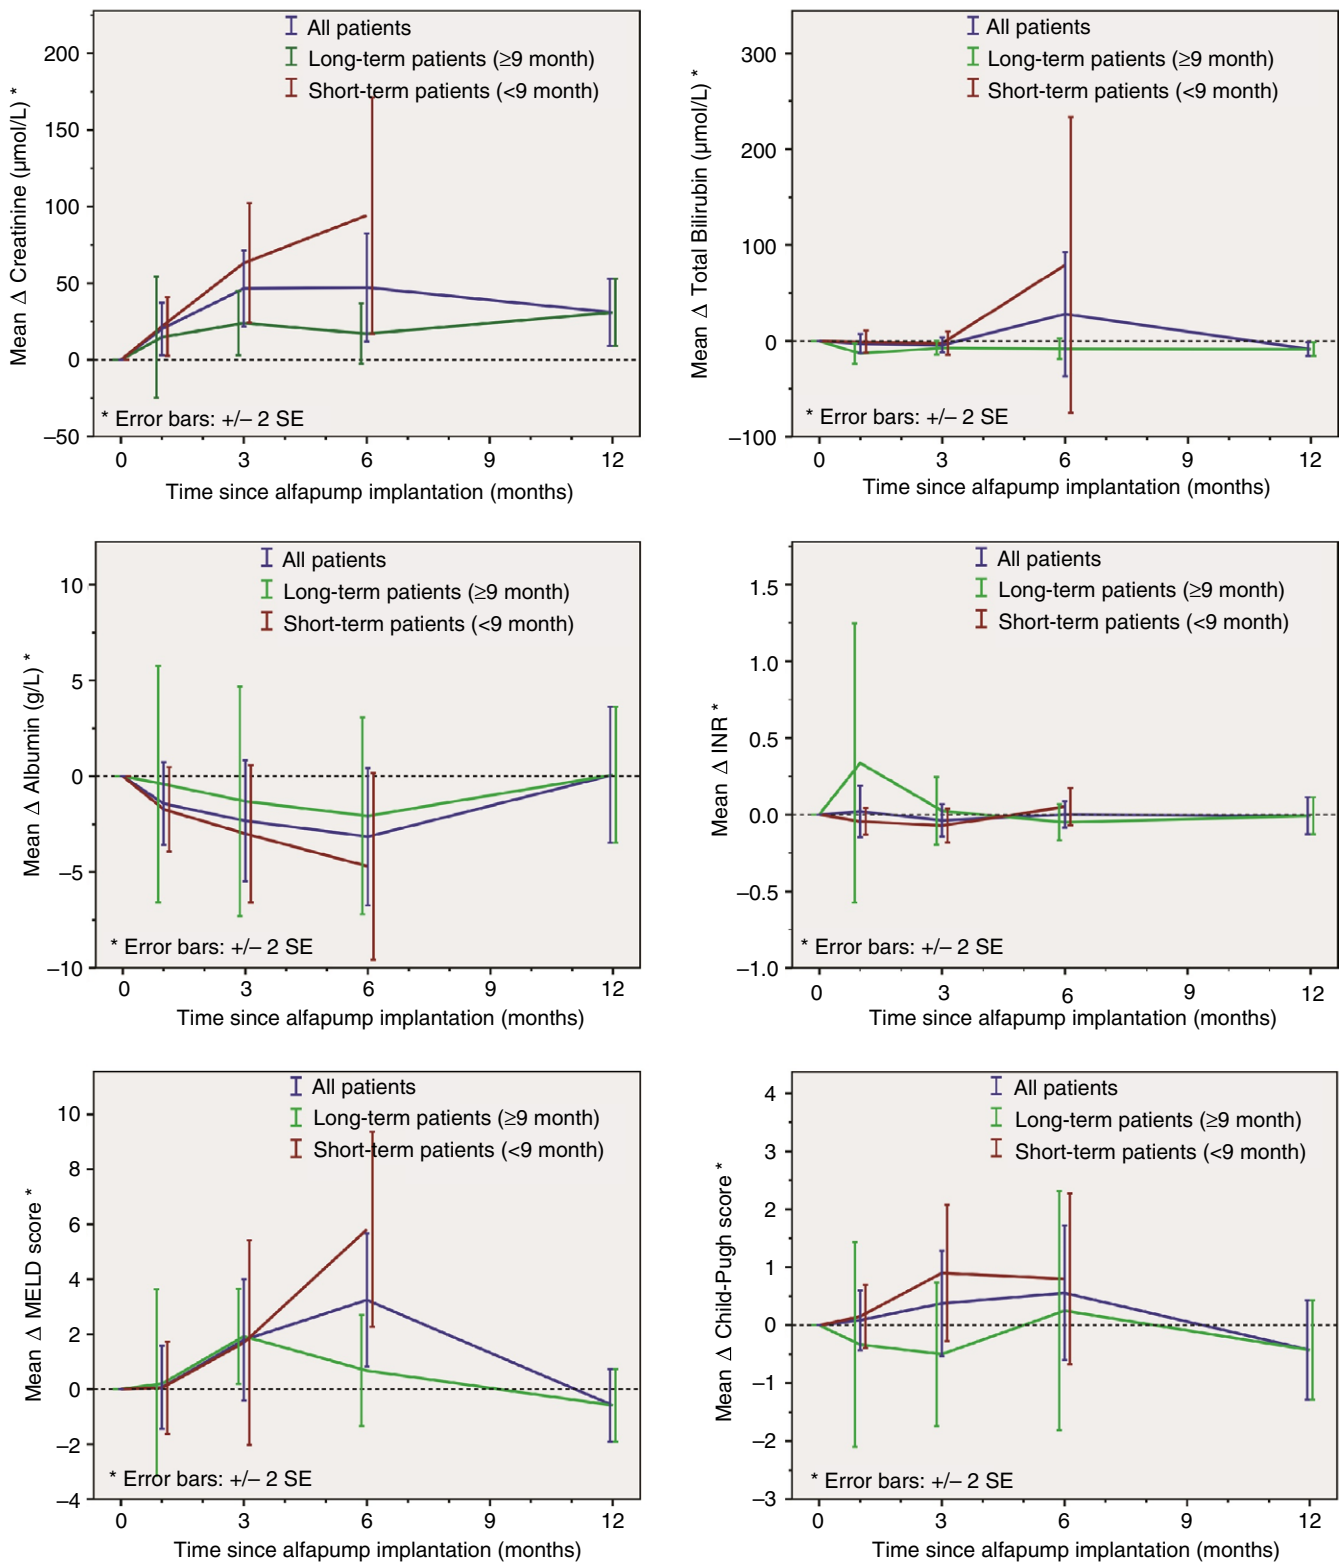 All patients
Long-term patients (≥9 month)
Short-term patients (<9 month)
Mean Δ Creatinine (µmol/L) *
200
150
100
50
0
–50
* Error bars: +/– 2 SE
0 3 6 9 12
Time since alfapump implantation (months)
All patients
Long-term patients (≥9 month)
Short-term patients (<9 month)
Mean Δ Total Bilirubin (µmol/L) *
300
200
100
0
–100
* Error bars: +/– 2 SE
0 3 6 9 12
Time since alfapump implantation (months)
All patients
Long-term patients (≥9 month)
Short-term patients (<9 month)
Mean Δ Albumin (g/L) *
10
5
0
–5
–10
* Error bars: +/– 2 SE
0 3 6 9 12
Time since alfapump implantation (months)
All patients
Long-term patients (≥9 month)
Short-term patients (<9 month)
Mean Δ INR *
1.5
1.0
0.5
0.0
–0.5
–1.0
* Error bars: +/– 2 SE
0 3 6 9 12
Time since alfapump implantation (months)
All patients
Long-term patients (≥9 month)
Short-term patients (<9 month)
Mean Δ MELD score *
10
8
6
4
2
0
–2
–4
* Error bars: +/– 2 SE
0 3 6 9 12
Time since alfapump implantation (months)
All patients
Long-term patients (≥9 month)
Short-term patients (<9 month)
Mean Δ Child-Pugh score *
4
3
2
1
0
–1
–2
–3
* Error bars: +/– 2 SE
0 3 6 9 12
Time since alfapump implantation (months)